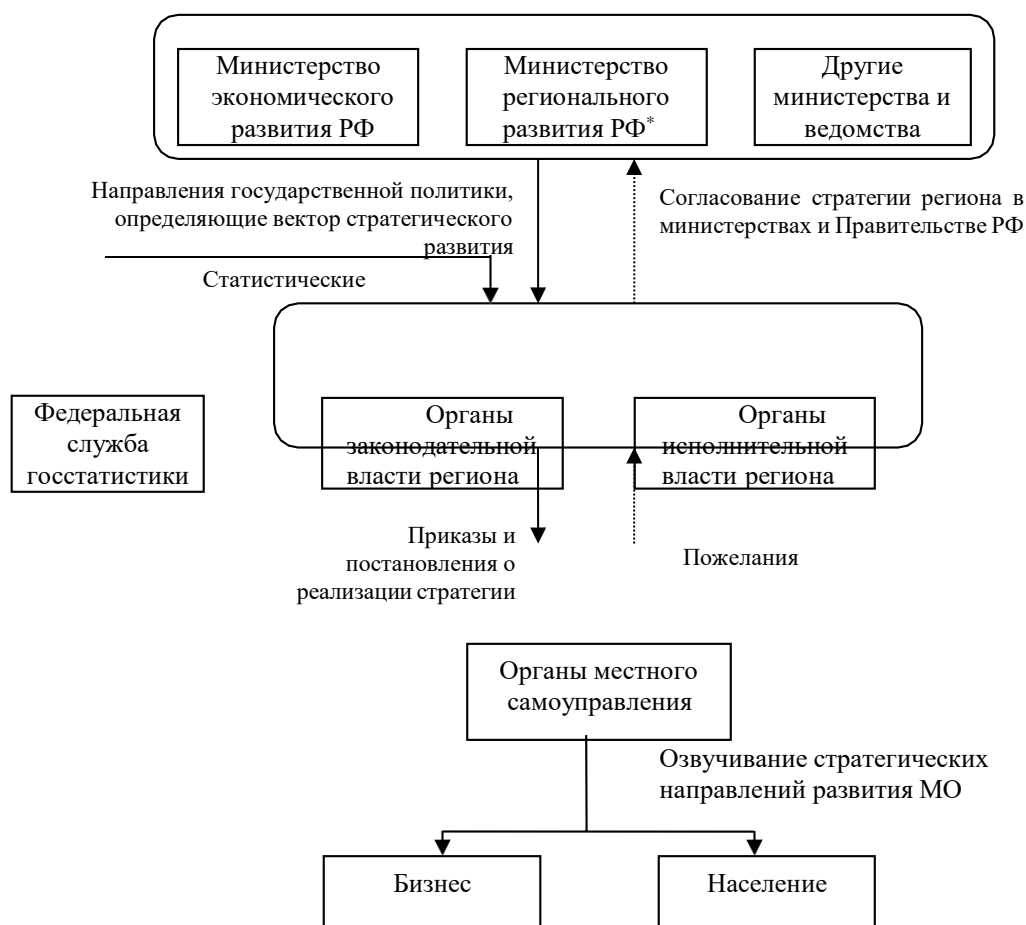 Министерство
экономического
развития РФ
Министерство
регионального
развития РФ*
Другие
министерства и
ведомства
Направления государственной политики,
определяющие вектор стратегического
развития
Согласование стратегии региона в
министерствах и Правительстве РФ
Статистические
Федеральная
служба
госстатистики
Органы
законодательной
власти региона
Органы
исполнительной
власти региона
Приказы и
постановления о
реализации стратегии
Пожелания
Органы местного
самоуправления
Озвучивание стратегических
направлений развития МО
Бизнес
Население